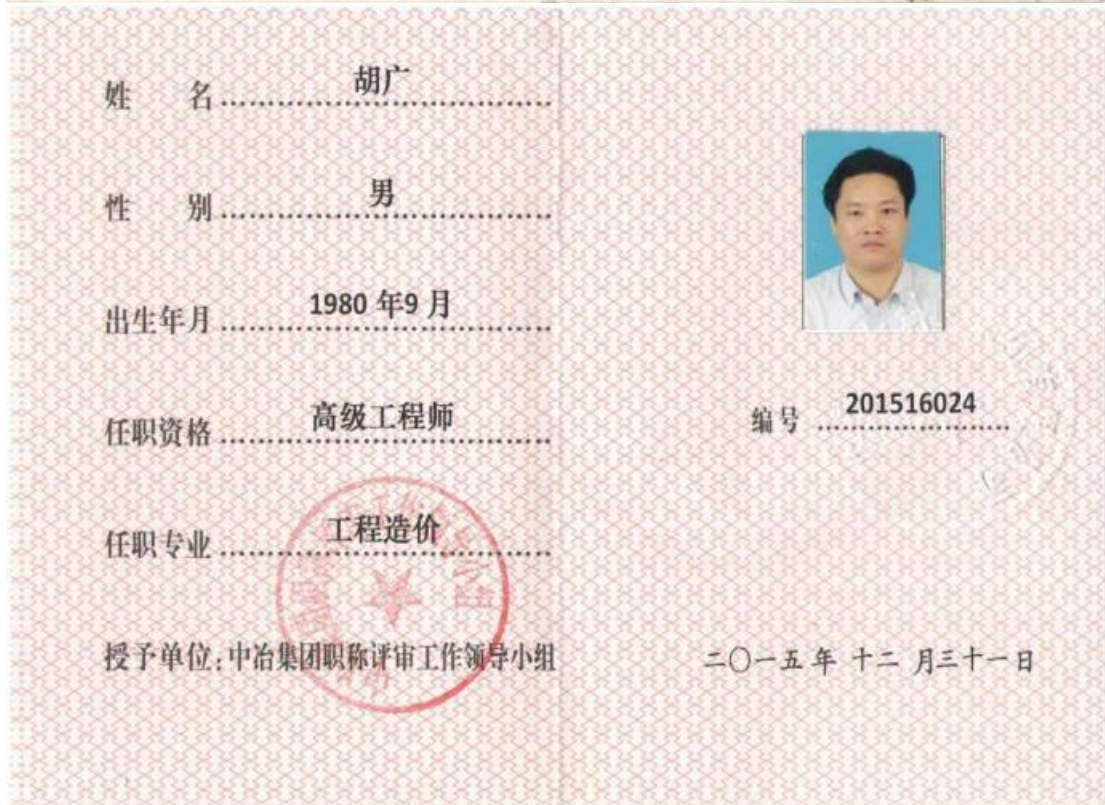 姓 名 胡广
性 别 男
出生年月 1980 年9 月
任职资格 高级工程师
任职专业 工程造价
授予单位:中冶集团职称评审工作领导小组
编号 201516024
二〇一五 年 十二 月三十一日